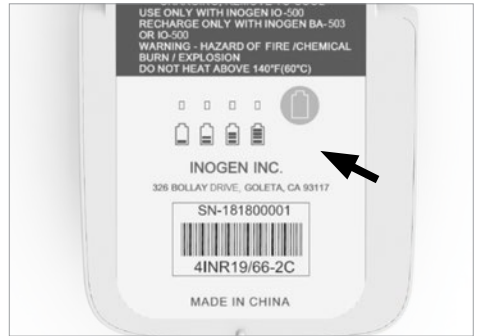 USE ONLY WITH INOGEN IO-500
RECHARGE ONLY WITH INOGEN BA-503
OR IO-500
WARNING - HAZARD OF FIRE /CHEMICAL
BURN / EXPLOSION
DO NOT HEAT ABOVE 140°F(60°C)
INOGEN INC.
326 BOLLAY DRIVE, GOLETA, CA 93117
SN-181800001
4INR19/66-2C
MADE IN CHINA